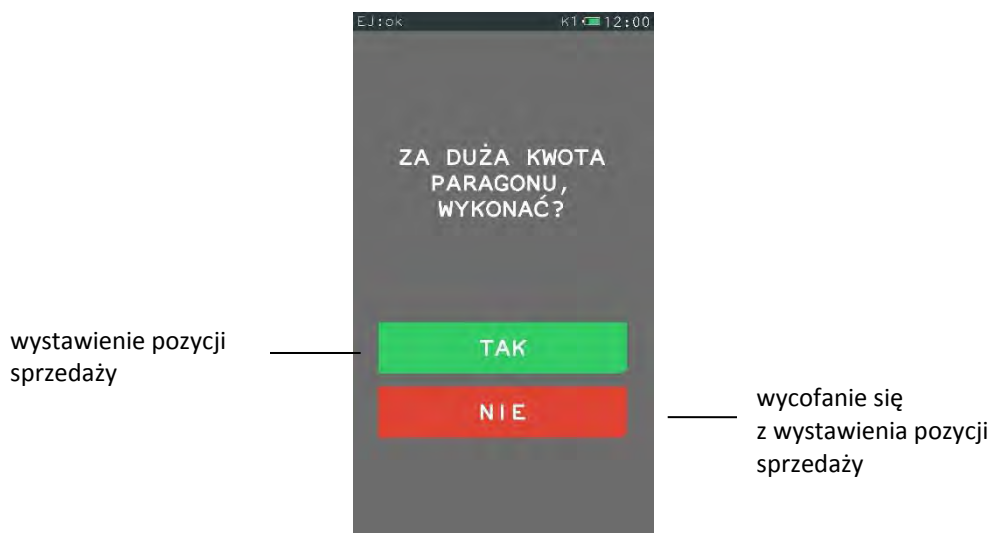 EJ:ok K1 12:00
ZA DUŻA KWOTA
PARAGONU,
WYKONAĆ?
wystawienie pozycji
sprzedaży
TAK
NIE
wycofanie się
z wystawienia pozycji
sprzedaży